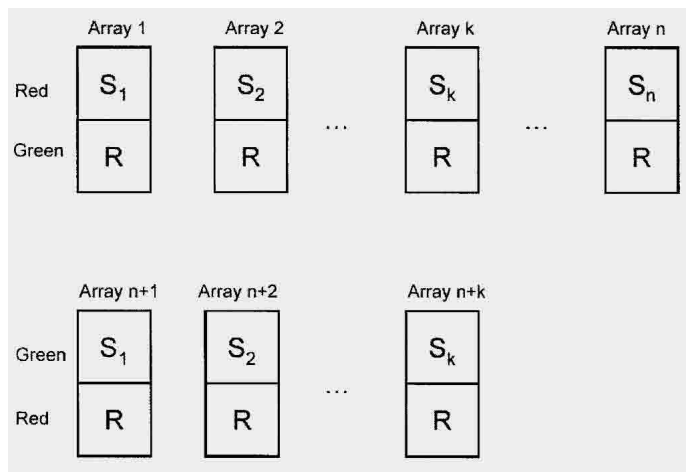 Array 1 Array 2 Array k Array n
Red S₁ S₂ Sₖ Sₙ
... ...
Green R R R R
Array n+1 Array n+2 Array n+k
Green S₁ S₂ Sₖ
...
Red R R R